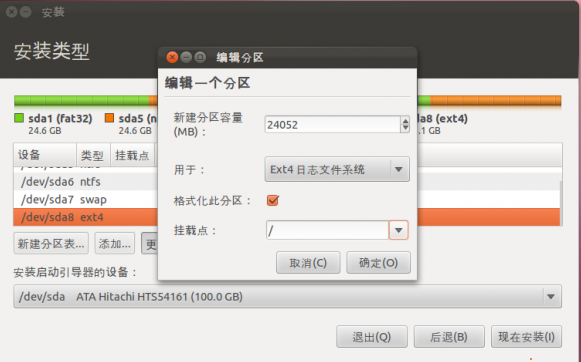 安装
安装类型
编辑分区
编辑一个分区
sda1 (fat32)
24.6 GB
sda5 (n
24.6 GB
da8 (ext4)
.1 GB
新建分区容量
(MB)：
24052
用于：
Ext4 日志文件系统
格式化此分区：
挂载点：
/
取消(C)
确定(O)
设备 类型 挂载点
/dev/sda6 ntfs
/dev/sda7 swap
/dev/sda8 ext4
新建分区表...
添加...
更
安装启动引导器的设备：
/dev/sda ATA Hitachi HTS54161 (100.0 GB)
退出(Q)
后退(B)
现在安装(I)